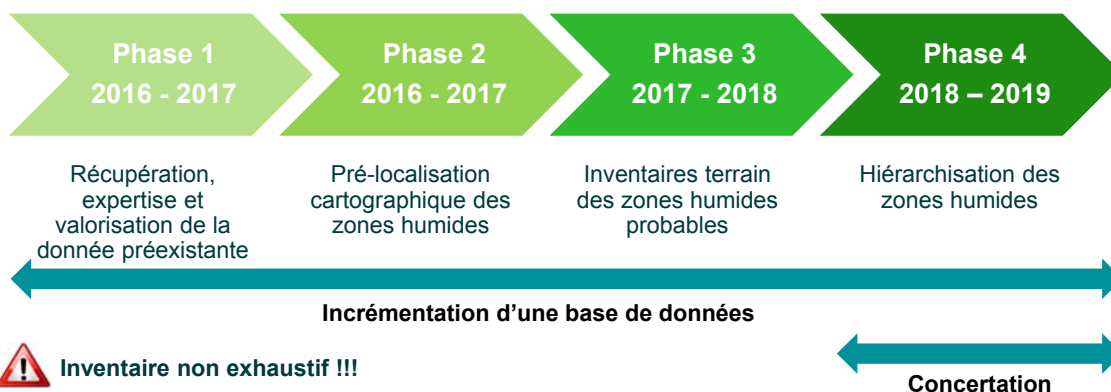 Phase 1
2016 - 2017
Phase 2
2016 - 2017
Phase 3
2017 - 2018
Phase 4
2018 – 2019
Récupération,
expertise et
valorisation de la
donnée préexistante
Pré-localisation
cartographique des
zones humides
Inventaires terrain
des zones humides
probables
Hiérarchisation des
zones humides
Incrémentation d’une base de données
Inventaire non exhaustif !!!
Concertation